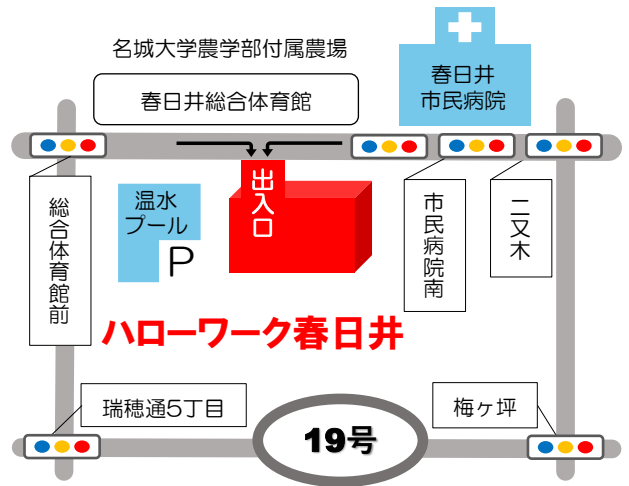 名城大学農学部付属農場
春日井総合体育館
春日井
市民病院
出入口
温水
プール
P
総合体育館前
市民病院南
二又木
ハローワーク春日井
瑞穂通5丁目
19号
梅ヶ坪